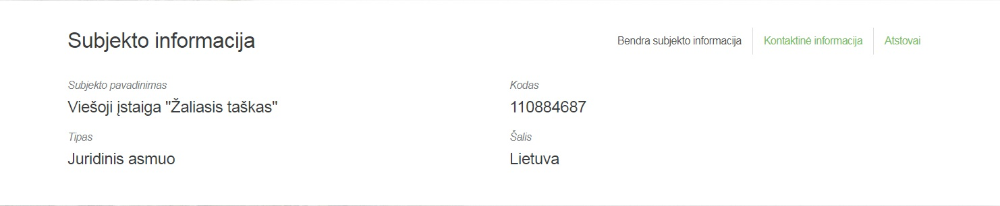 Subjekto informacija
Bendra subjekto informacija
Kontaktinė informacija
Atstovai
Subjekto pavadinimas
Viešoji įstaiga "Žaliasis taškas"
Kodas
110884687
Tipas
Juridinis asmuo
Šalis
Lietuva